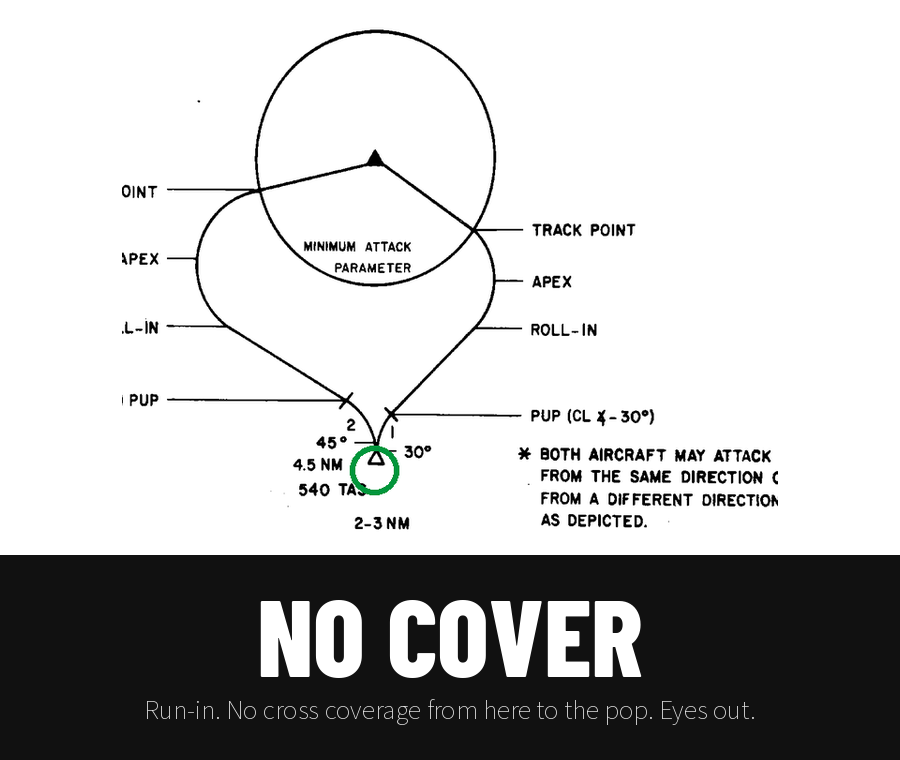 OINT
APEX
LL-IN
PUP
MINIMUM ATTACK
PARAMETER
TRACK POINT
APEX
ROLL-IN
PUP (CL ∡-30°)
2
1
45°
30°
4.5 NM
540 TAS
2-3 NM
* BOTH AIRCRAFT MAY ATTACK
FROM THE SAME DIRECTION
FROM A DIFFERENT DIRECTION
AS DEPICTED.
NO COVER
Run-in. No cross coverage from here to the pop. Eyes out.